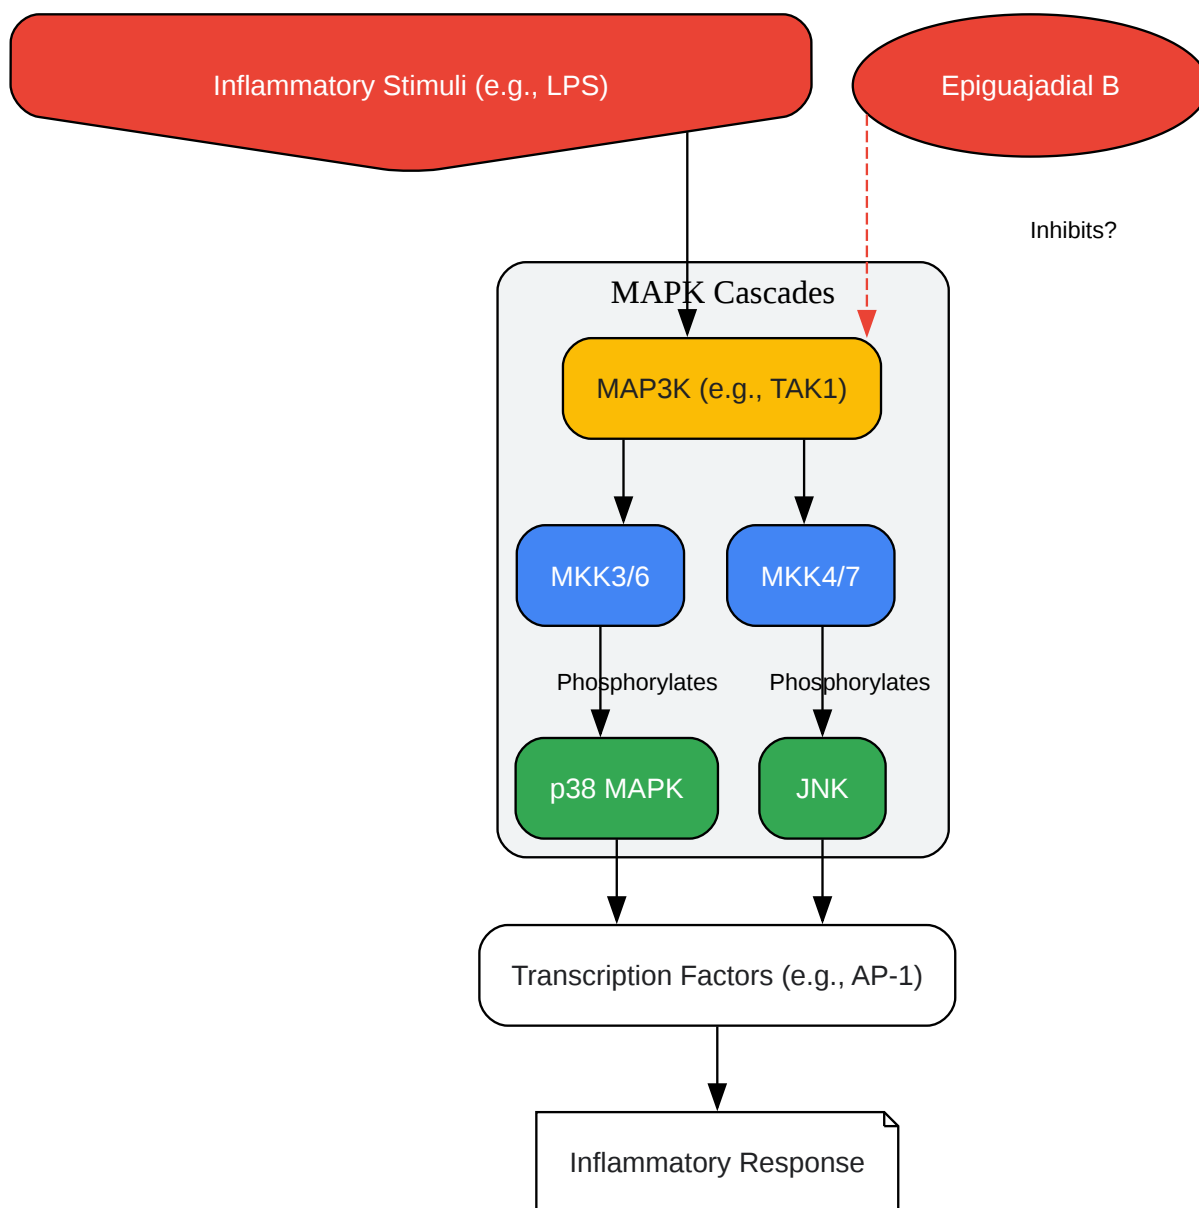 Inflammatory Stimuli (e.g., LPS)
Epiguajadial B
Inhibits?
MAPK Cascades
MAP3K (e.g., TAK1)
MKK3/6
MKK4/7
Phosphorylates
Phosphorylates
p38 MAPK
JNK
Transcription Factors (e.g., AP-1)
Inflammatory Response